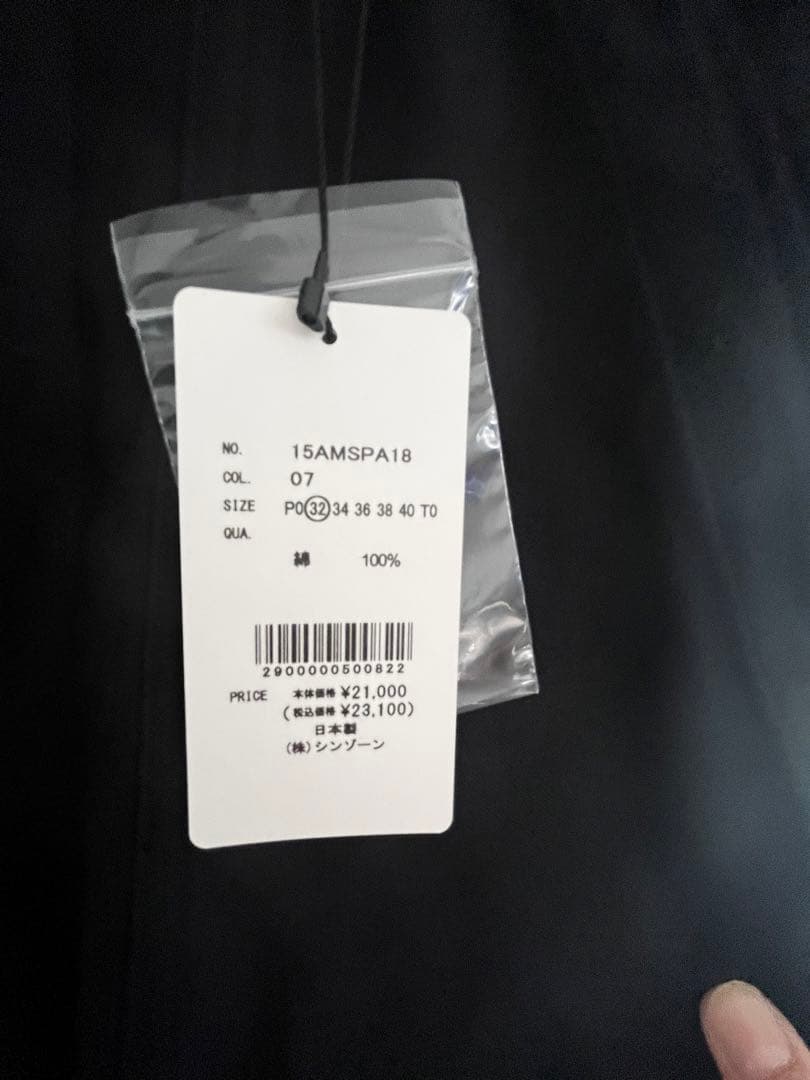 NO. 15AMSPA18
COL. 07
SIZE P0 32 34 36 38 40 T0
QUA.
綿 100%
2900000500822
PRICE 本体価格 ¥21,000
(税込価格 ¥23,100)
日本製
(株)シンゾーン